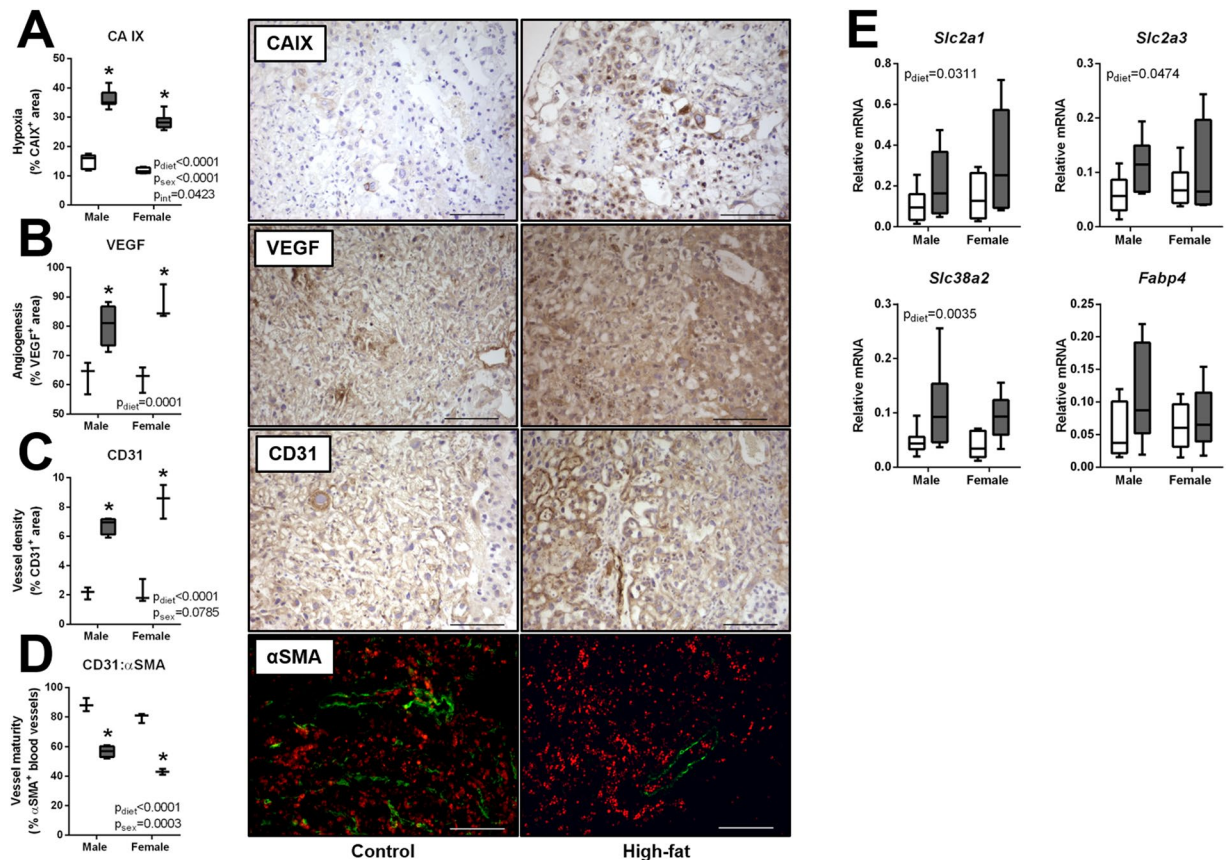 A
CA IX
Hypoxia
(% CAIX+ area)
50
40
30
20
10
0
*
*
pdiet<0.0001
psex<0.0001
pint=0.0423
Male Female
CAIX
B
VEGF
Angiogenesis
(% VEGF+ area)
100
90
80
70
60
50
*
*
pdiet=0.0001
Male Female
VEGF
C
CD31
Vessel density
(% CD31+ area)
10
8
6
4
2
0
*
*
pdiet<0.0001
psex=0.0785
Male Female
CD31
D
CD31:αSMA
Vessel maturity
(% αSMA+ blood vessels)
100
80
60
40
20
0
*
*
pdiet<0.0001
psex=0.0003
Male Female
αSMA
Control High-fat
E
Slc2a1
Relative mRNA
0.8
0.6
0.4
0.2
0.0
pdiet=0.0311
Male Female
Slc2a3
Relative mRNA
0.3
0.2
0.1
0.0
pdiet=0.0474
Male Female
Slc38a2
Relative mRNA
0.3
0.2
0.1
0.0
pdiet=0.0035
Male Female
Fabp4
Relative mRNA
0.25
0.20
0.15
0.10
0.05
0.00
Male Female